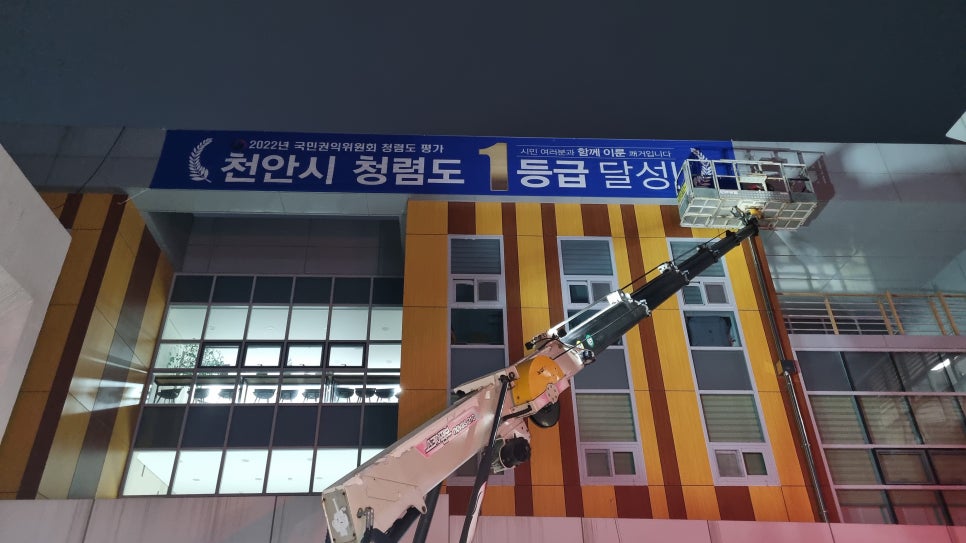 2022년 국민권익위원회 청렴도 평가
천안시 청렴도 1등급 달성
시민 여러분과 함께 이룬 쾌거입니다